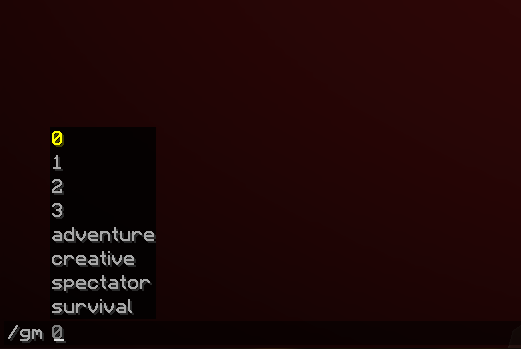 0
1
2
3
adventure
creative
spectator
survival
/gm 0